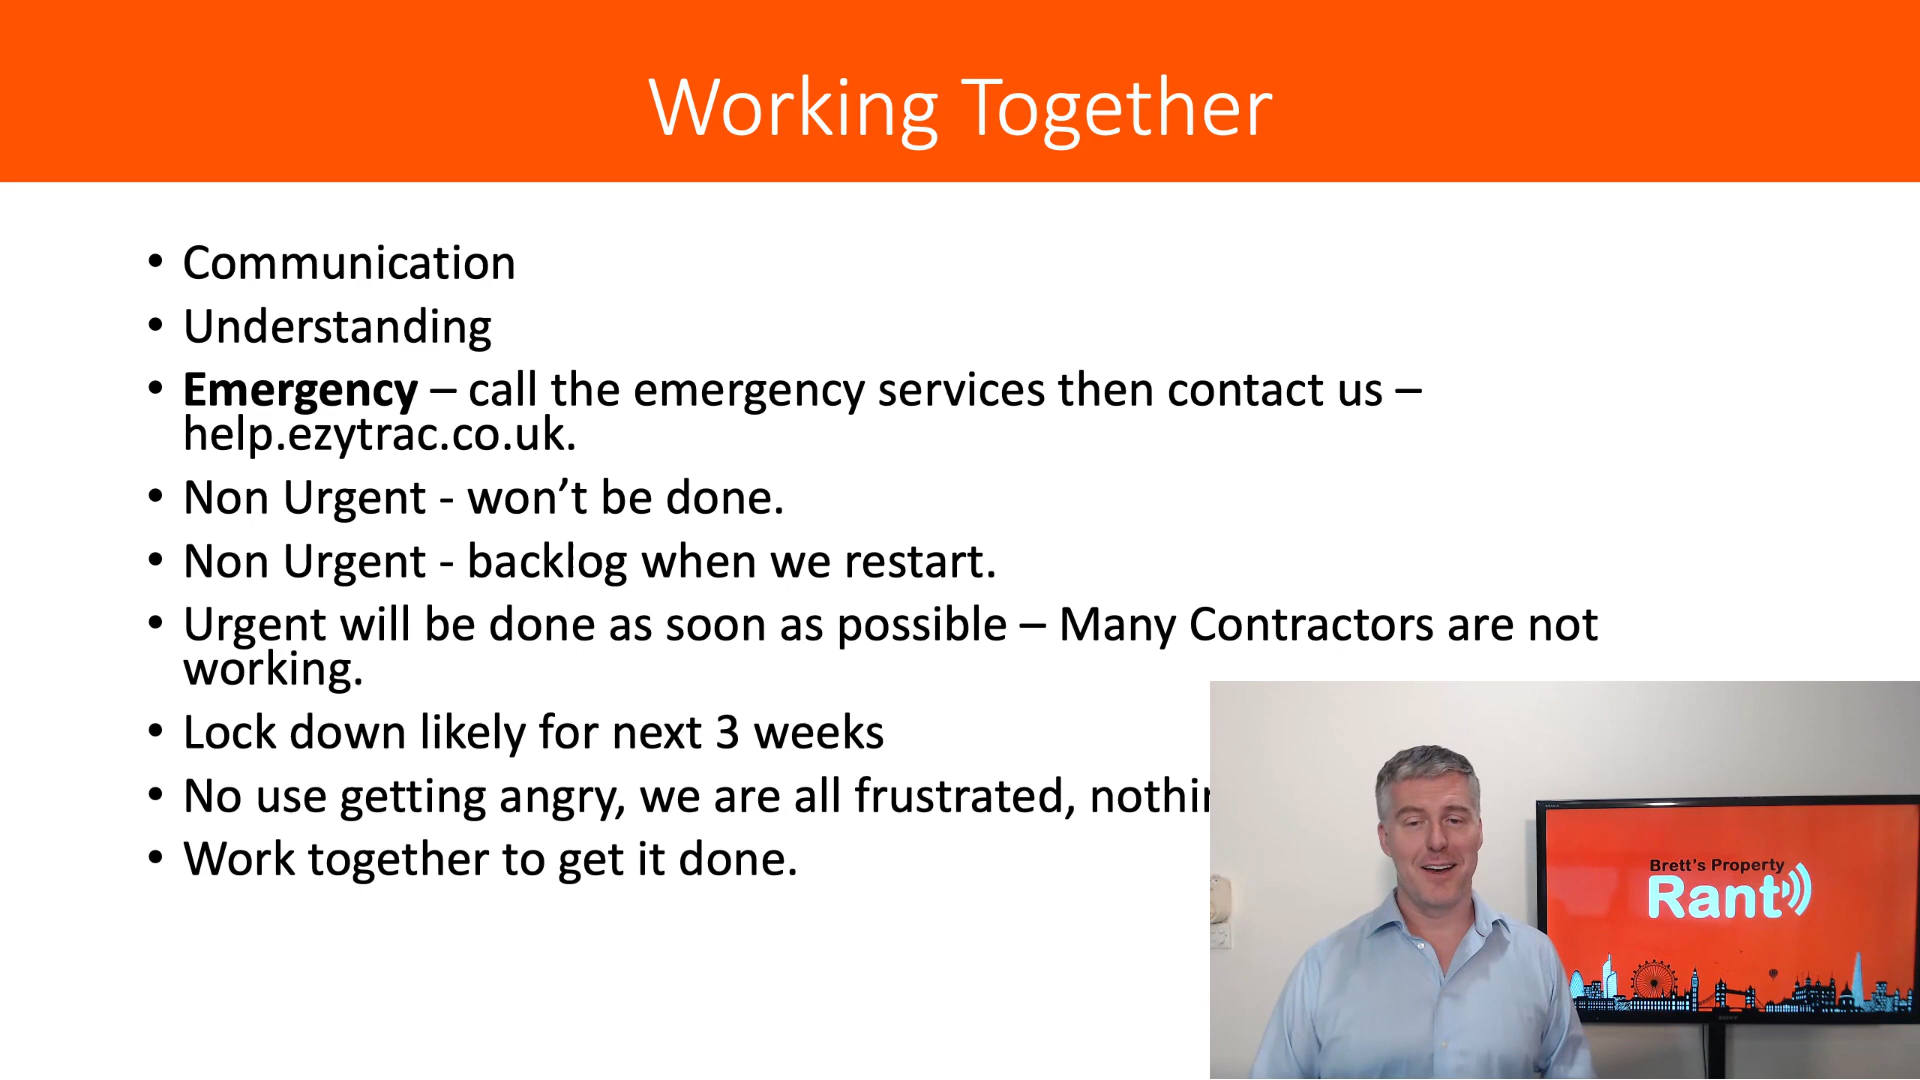 Working Together
• Communication
• Understanding
• Emergency – call the emergency services then contact us –
help.ezytrac.co.uk.
• Non Urgent - won’t be done.
• Non Urgent - backlog when we restart.
• Urgent will be done as soon as possible – Many Contractors are not
working.
• Lock down likely for next 3 weeks
• No use getting angry, we are all frustrated,
• Work together to get it done.
Brett's Property
Rant
SONY